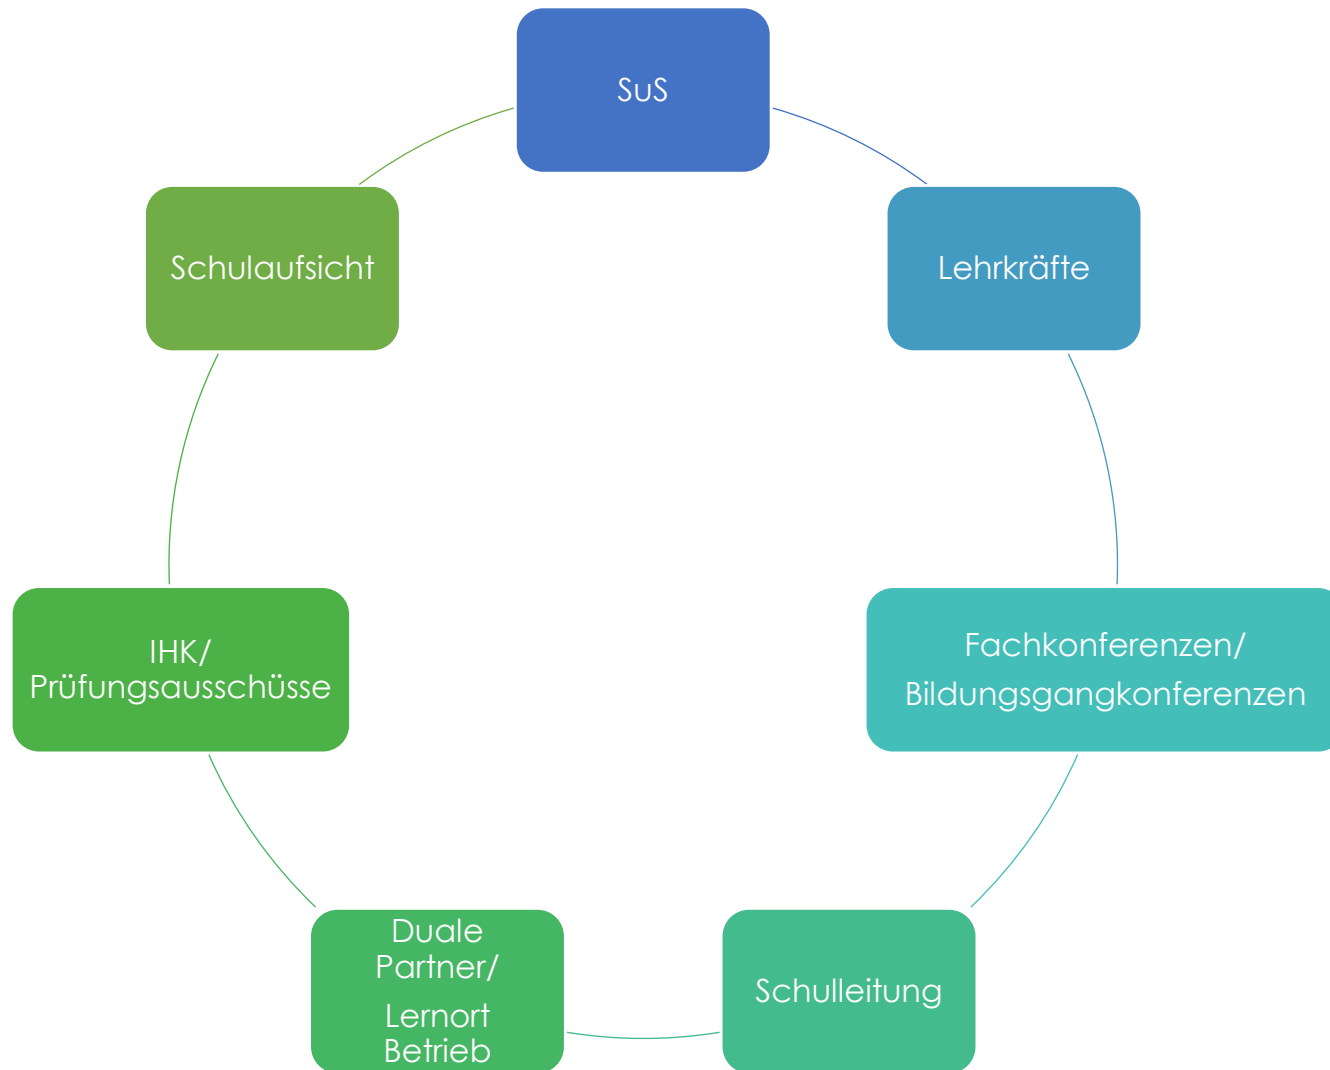 SuS
Lehrkräfte
Fachkonferenzen/
Bildungsgangkonferenzen
Schulleitung
Duale
Partner/
Lernort
Betrieb
IHK/
Prüfungsausschüsse
Schulaufsicht